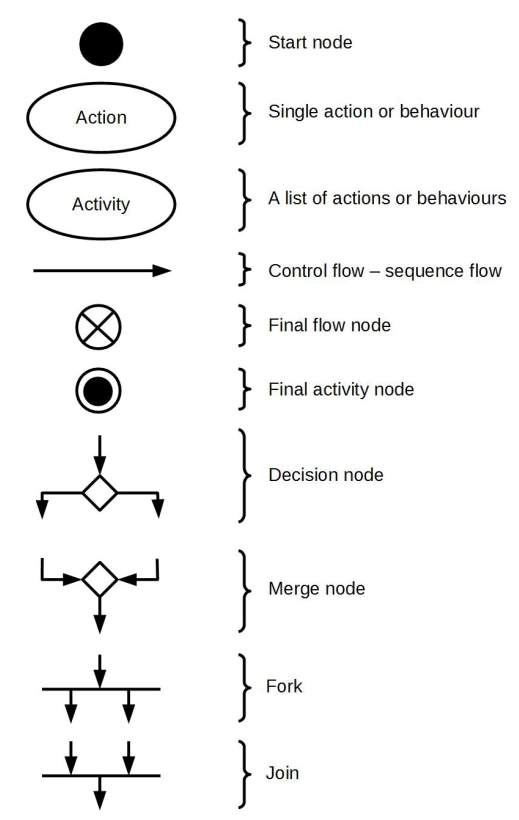 Start node
Action
Single action or behaviour
Activity
A list of actions or behaviours
Control flow – sequence flow
Final flow node
Final activity node
Decision node
Merge node
Fork
Join